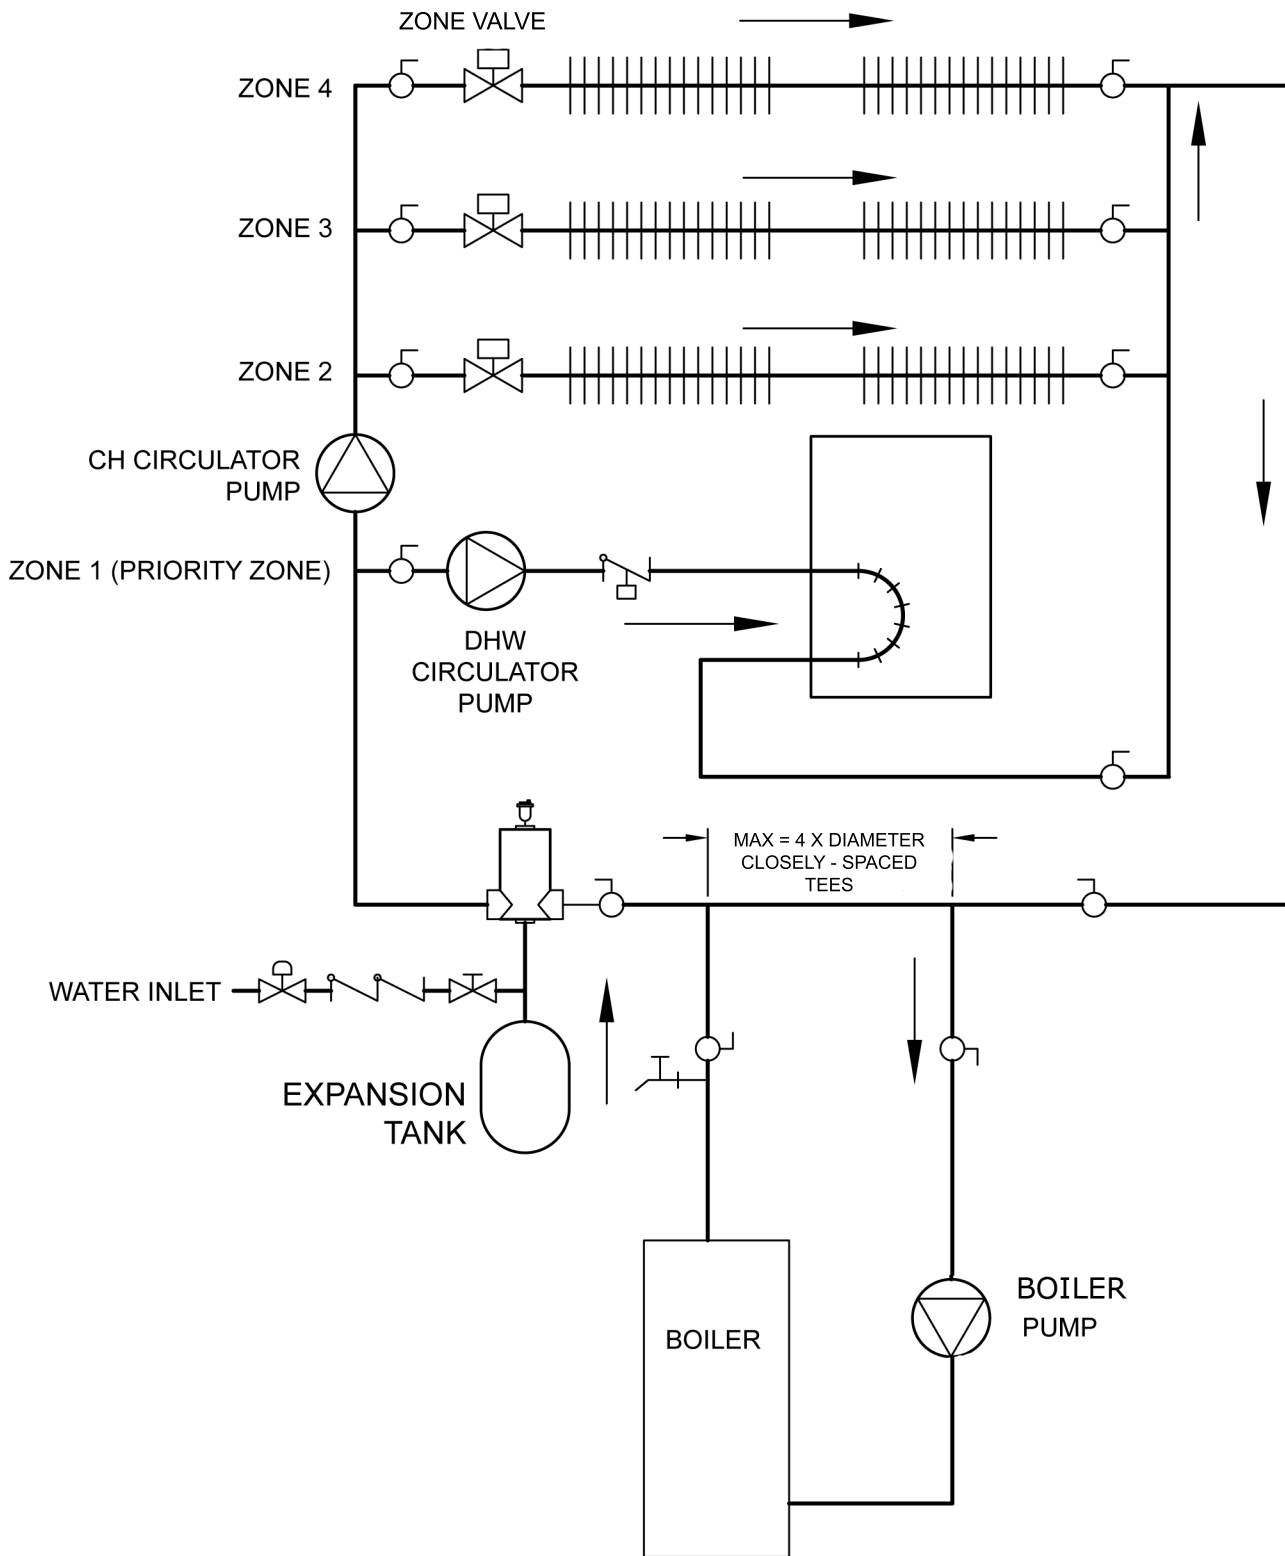 ZONE VALVE
ZONE 4
ZONE 3
ZONE 2
CH CIRCULATOR
PUMP
ZONE 1 (PRIORITY ZONE)
DHW
CIRCULATOR
PUMP
MAX = 4 X DIAMETER
CLOSELY - SPACED
TEES
WATER INLET
EXPANSION
TANK
BOILER
PUMP
BOILER